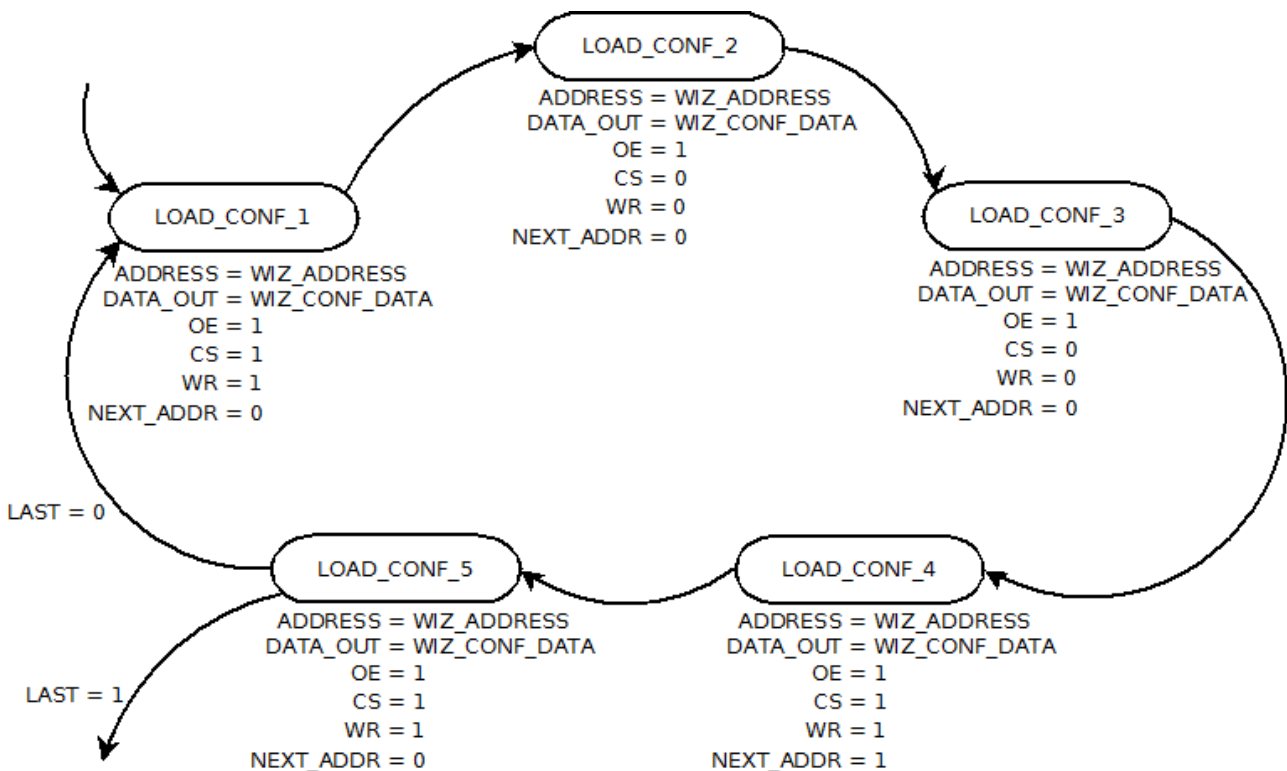 LOAD_CONF_2
ADDRESS = WIZ_ADDRESS
DATA_OUT = WIZ_CONF_DATA
OE = 1
CS = 0
WR = 0
NEXT_ADDR = 0
LOAD_CONF_1
ADDRESS = WIZ_ADDRESS
DATA_OUT = WIZ_CONF_DATA
OE = 1
CS = 1
WR = 1
NEXT_ADDR = 0
LOAD_CONF_3
ADDRESS = WIZ_ADDRESS
DATA_OUT = WIZ_CONF_DATA
OE = 1
CS = 0
WR = 0
NEXT_ADDR = 0
LAST = 0
LOAD_CONF_5
ADDRESS = WIZ_ADDRESS
DATA_OUT = WIZ_CONF_DATA
OE = 1
CS = 1
WR = 1
NEXT_ADDR = 0
LOAD_CONF_4
ADDRESS = WIZ_ADDRESS
DATA_OUT = WIZ_CONF_DATA
OE = 1
CS = 1
WR = 1
NEXT_ADDR = 1
LAST = 1